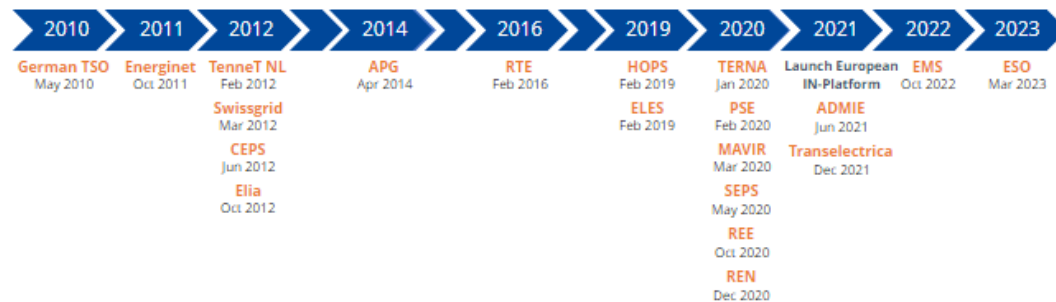 2010
2011
2012
2014
2016
2019
2020
2021
2022
2023
German TSO
May 2010
Energinet
Oct 2011
TenneT NL
Feb 2012
Swissgrid
Mar 2012
CEPS
Jun 2012
Elia
Oct 2012
APG
Apr 2014
RTE
Feb 2016
HOPS
Feb 2019
ELES
Feb 2019
TERNA
Jan 2020
PSE
Feb 2020
MAVIR
Mar 2020
SEPS
May 2020
REE
Oct 2020
REN
Dec 2020
Launch European
IN-Platform
ADMIE
Jun 2021
Transelectrica
Dec 2021
EMS
Oct 2022
ESO
Mar 2023